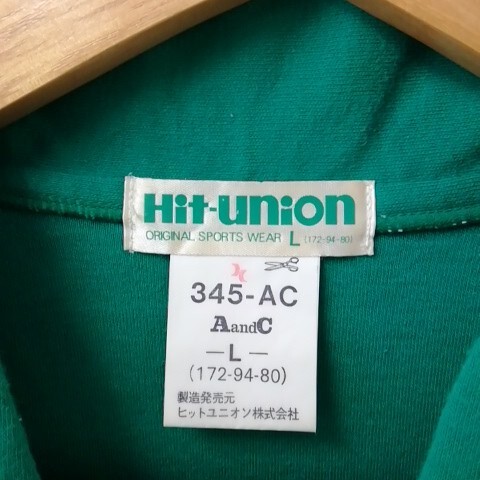 Hit-union
ORIGINAL SPORTS WEAR L (172-94-80)
345-AC
AandC
—L—
(172-94-80)
製造発売元
ヒットユニオン株式会社